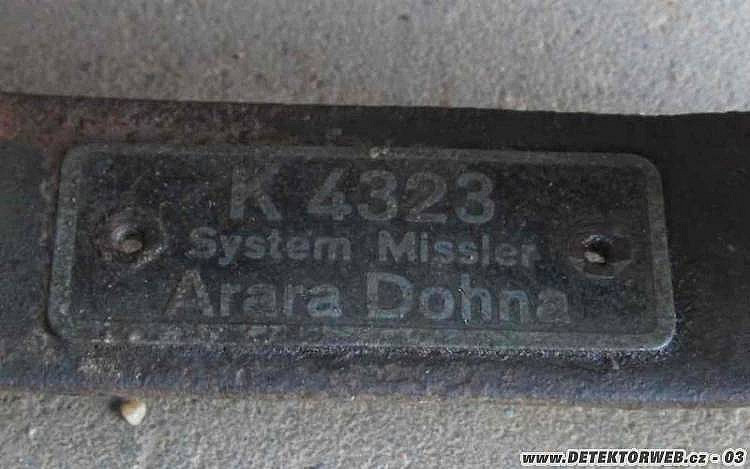 K 4323
System Missler
Arara Dohna
www.DETEKTORWEB.cz - 03